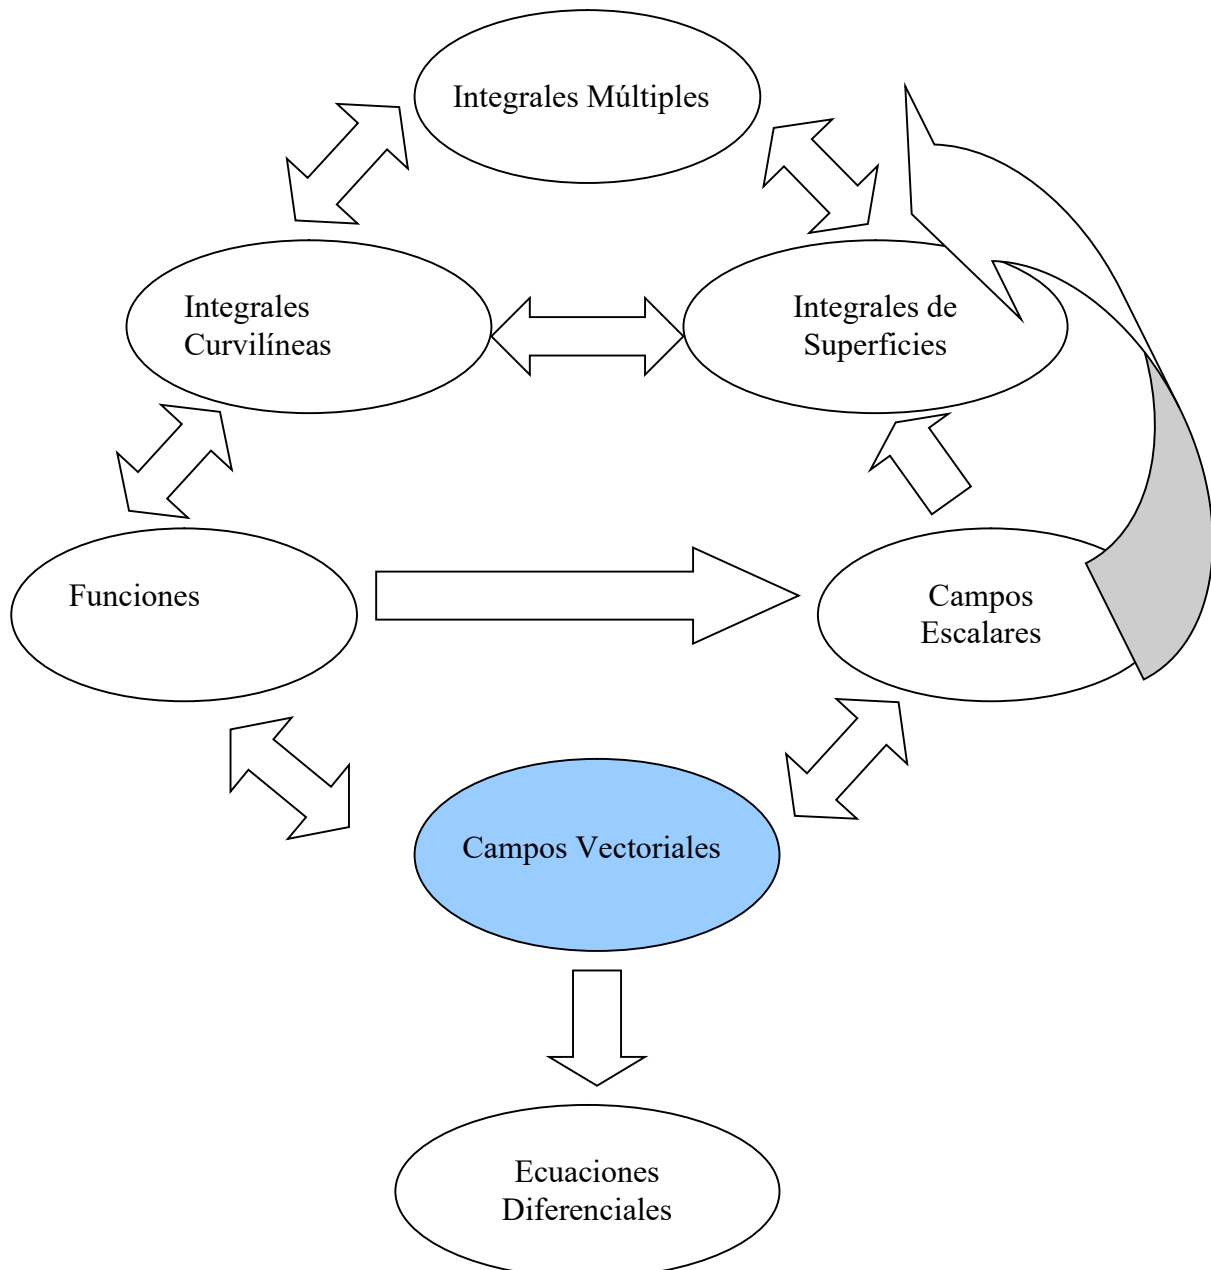 Integrales Múltiples
Integrales
Curvilíneas
Integrales de
Superficies
Funciones
Campos
Escalares
Campos Vectoriales
Ecuaciones
Diferenciales